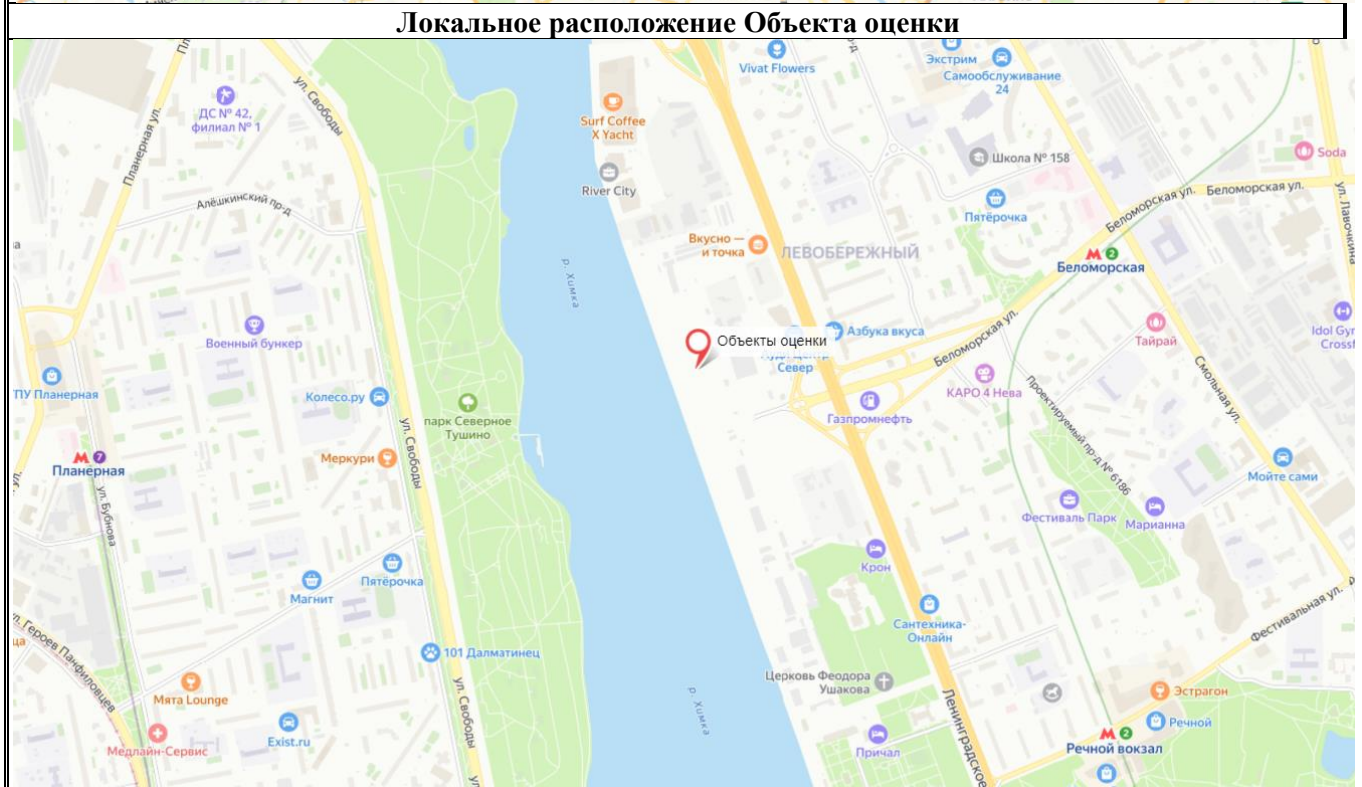 Локальное расположение Объекта оценки
Vivat Flowers
Экстрим
Самообслуживание
24
ДС № 42,
филиал № 1
ул. Свободы
Планерная ул.
Surf Coffee
X Yacht
River City
Школа № 158
Soda
Алёшкинский пр-д
Пятёрочка
Беломорская ул.
Беломорская ул.
ул. Лавочкина
Вкусно —
и точка
ЛЕВОБЕРЕЖНЫЙ
Беломорская
р. Химка
Военный бункер
Объекты оценки
Азбука вкуса
Север
Беломорская ул.
Тайрай
Idol Gyr
Crossf
ТПУ Планерная
Колесо.ру
парк Северное
Тушино
КАРО 4 Нева
Газпромнефть
Проектируемый пр-д № 6186
Смольная ул.
ул. Свободы
Меркури
Планерная
Мойте сами
ул. Бубнова
Фестиваль Парк
Марианна
Крон
Пятёрочка
Магнит
Сантехника-
Онлайн
Фестивальная ул.
ул. Героев Панфиловцев
101 Далматинец
Церковь Феодора
Ушакова
Мята Lounge
ул. Свободы
р. Химка
Ленинградское
Эстрагон
Речной
Медлайн-Сервис
Exist.ru
Причал
Речной вокзал